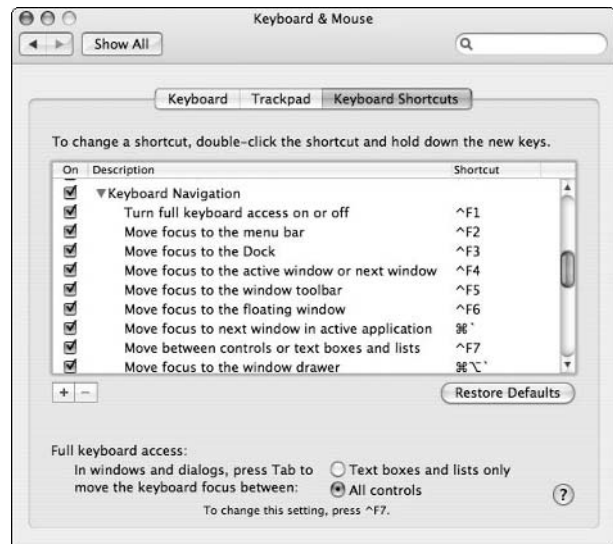 Keyboard & Mouse
Show All
Keyboard Trackpad Keyboard Shortcuts
To change a shortcut, double-click the shortcut and hold down the new keys.
On Description Shortcut
▼Keyboard Navigation
Turn full keyboard access on or off ^F1
Move focus to the menu bar ^F2
Move focus to the Dock ^F3
Move focus to the active window or next window ^F4
Move focus to the window toolbar ^F5
Move focus to the floating window ^F6
Move focus to next window in active application ⌘`
Move between controls or text boxes and lists ^F7
Move focus to the window drawer ⌘⌥`
+ −
Restore Defaults
Full keyboard access:
In windows and dialogs, press Tab to move the keyboard focus between:
Text boxes and lists only
All controls
?
To change this setting, press ^F7.